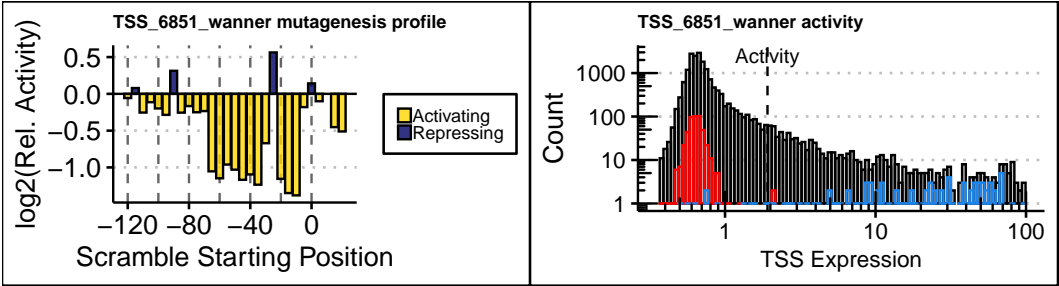 TSS_6851_wanner mutagenesis profile
log2(Rel. Activity)
0.5
0.0
−0.5
−1.0
−120
−80
−40
0
Scramble Starting Position
Activating
Repressing
TSS_6851_wanner activity
Activity
Count
1000
100
10
1
1
10
100
TSS Expression